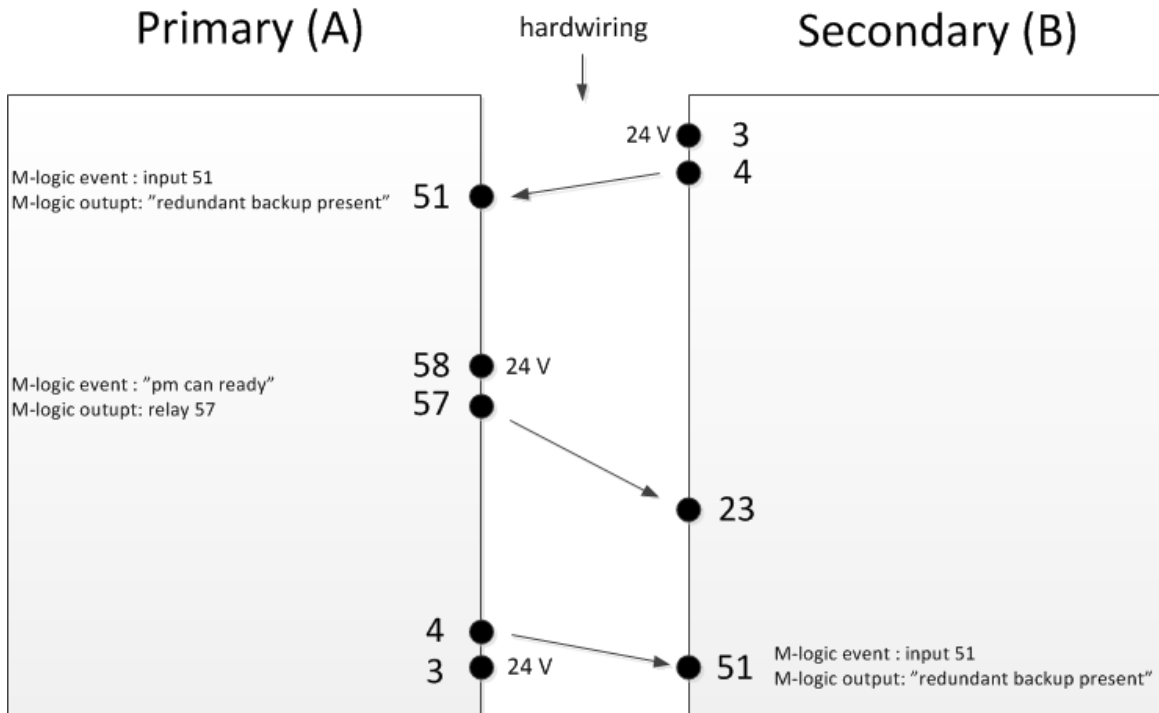 Primary (A)
hardwiring
Secondary (B)
24 V
3
4
M-logic event : input 51
M-logic outupt: ”redundant backup present”
51
58
24 V
M-logic event : ”pm can ready”
M-logic outupt: relay 57
57
23
4
3
24 V
51
M-logic event : input 51
M-logic output: ”redundant backup present”